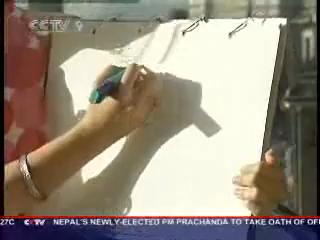 CCTV 9
27C CCTV NEPAL'S NEWLY-ELECTED PM PRACHANDA TO TAKE OATH OF OF